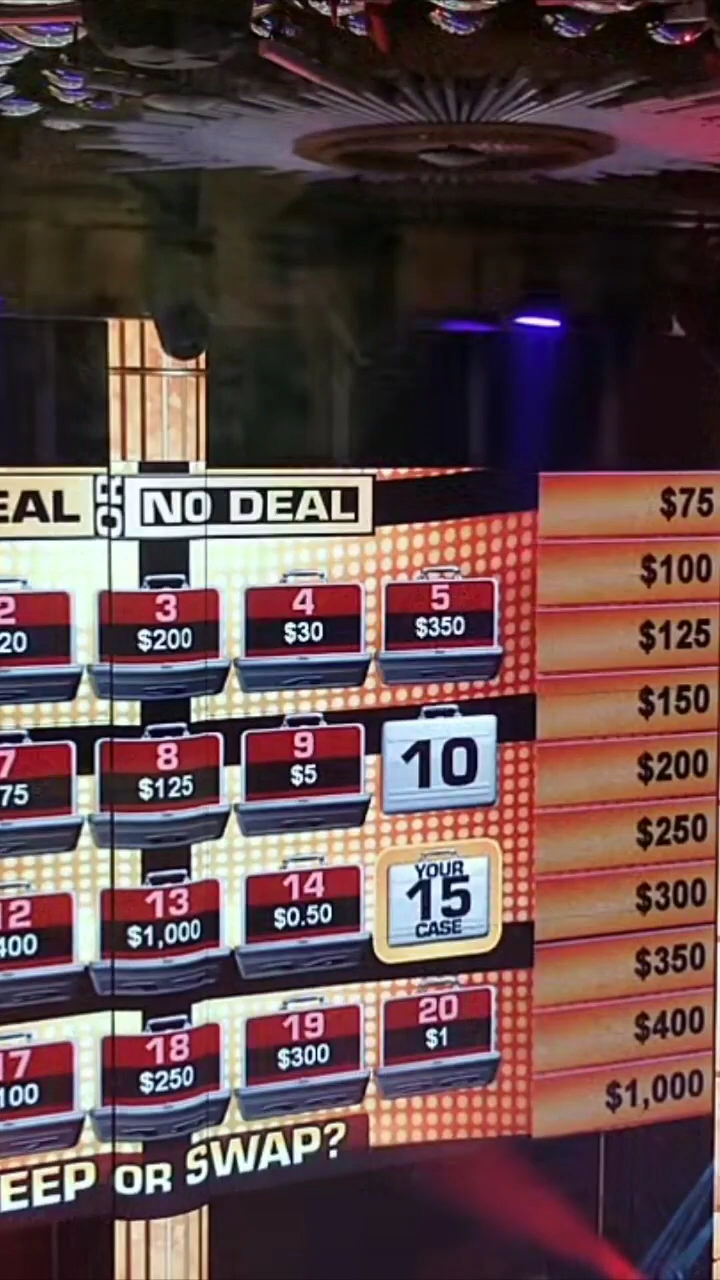 EAL OR NO DEAL
2 3 4 5
20 $200 $30 $350
7 8 9 10
75 $125 $5
12 13 14 YOUR 15 CASE
400 $1,000 $0.50
17 18 19 20
100 $250 $300 $1
EEP OR SWAP?
$75
$100
$125
$150
$200
$250
$300
$350
$400
$1,000